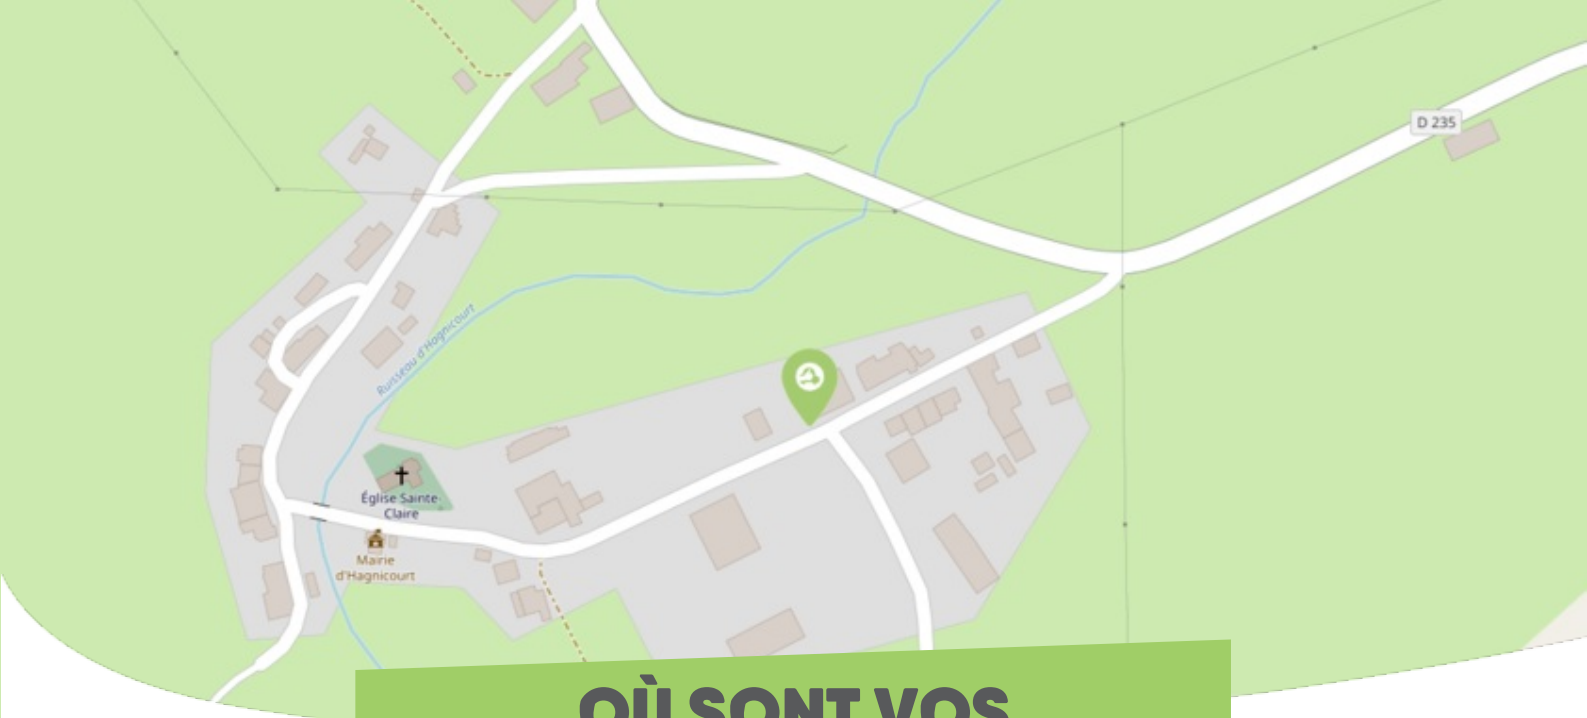 D 235
Ruisseau d'Hagnicourt
Église Sainte-
Claire
Mairie
d'Hagnicourt
OÙ SONT VOS